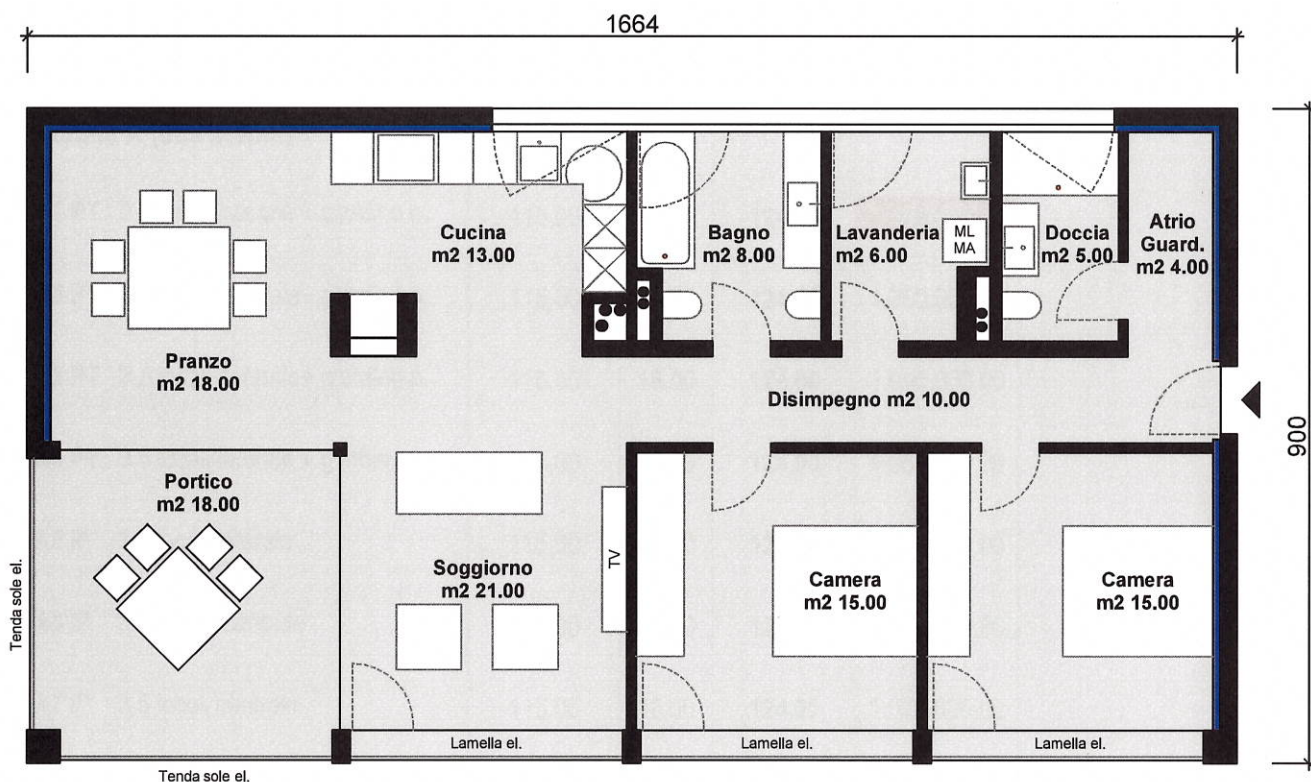 1664
Cucina
m2 13.00
Bagno
m2 8.00
Lavanderia
m2 6.00
ML
MA
Doccia
m2 5.00
Atrio
Guard.
m2 4.00
Pranzo
m2 18.00
Disimpegno m2 10.00
900
Portico
m2 18.00
Soggiorno
m2 21.00
TV
Camera
m2 15.00
Camera
m2 15.00
Tenda sole el.
Lamella el.
Lamella el.
Lamella el.
Tenda sole el.